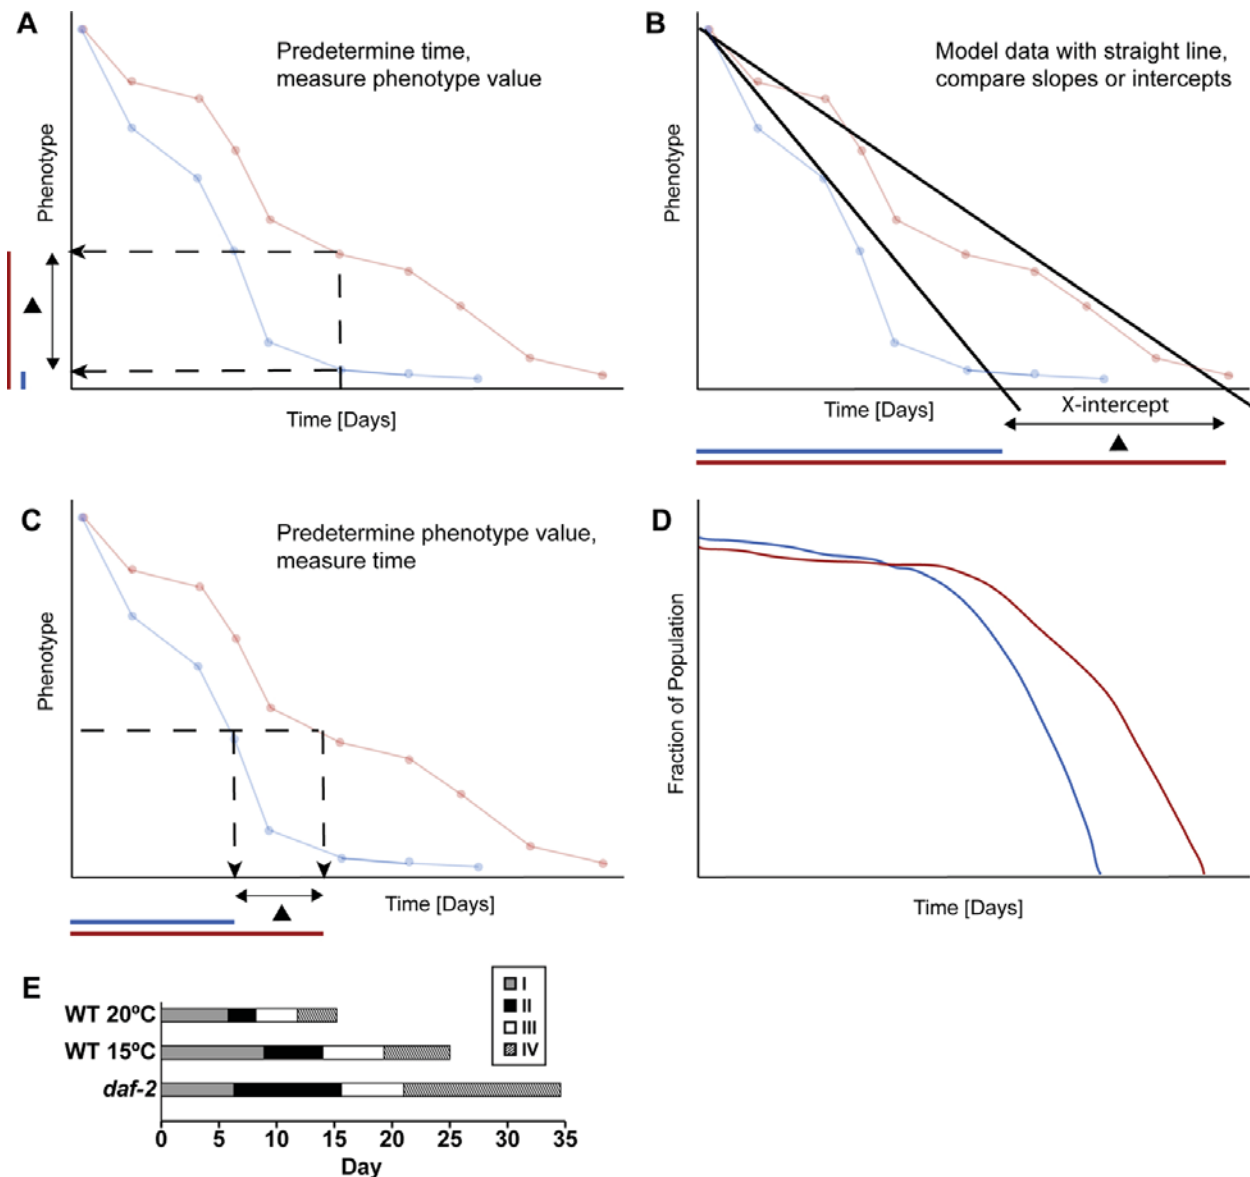 A
Predetermine time,
measure phenotype value
Phenotype
Time [Days]
B
Model data with straight line,
compare slopes or intercepts
Phenotype
Time [Days]
X-intercept
C
Predetermine phenotype value,
measure time
Phenotype
Time [Days]
D
Fraction of Population
Time [Days]
E
I
II
III
IV
WT 20ºC
WT 15ºC
daf-2
0 5 10 15 20 25 30 35
Day